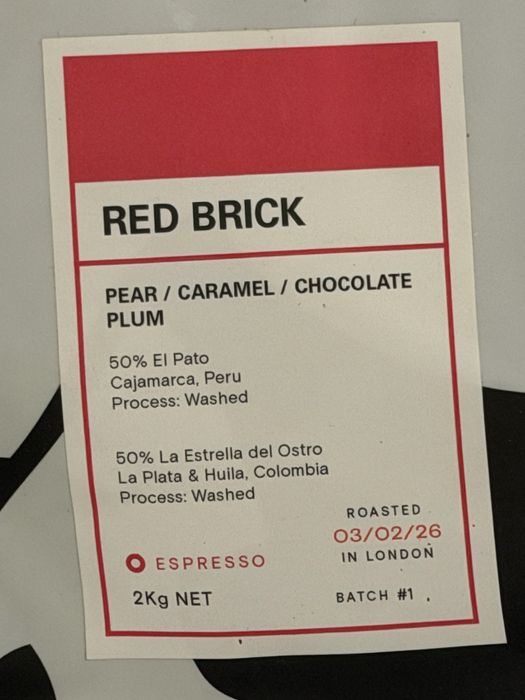 RED BRICK
PEAR / CARAMEL / CHOCOLATE
PLUM
50% El Pato
Cajamarca, Peru
Process: Washed
50% La Estrella del Ostro
La Plata & Huila, Colombia
Process: Washed
ROASTED
03/02/26
IN LONDON
ESPRESSO
2Kg NET
BATCH #1